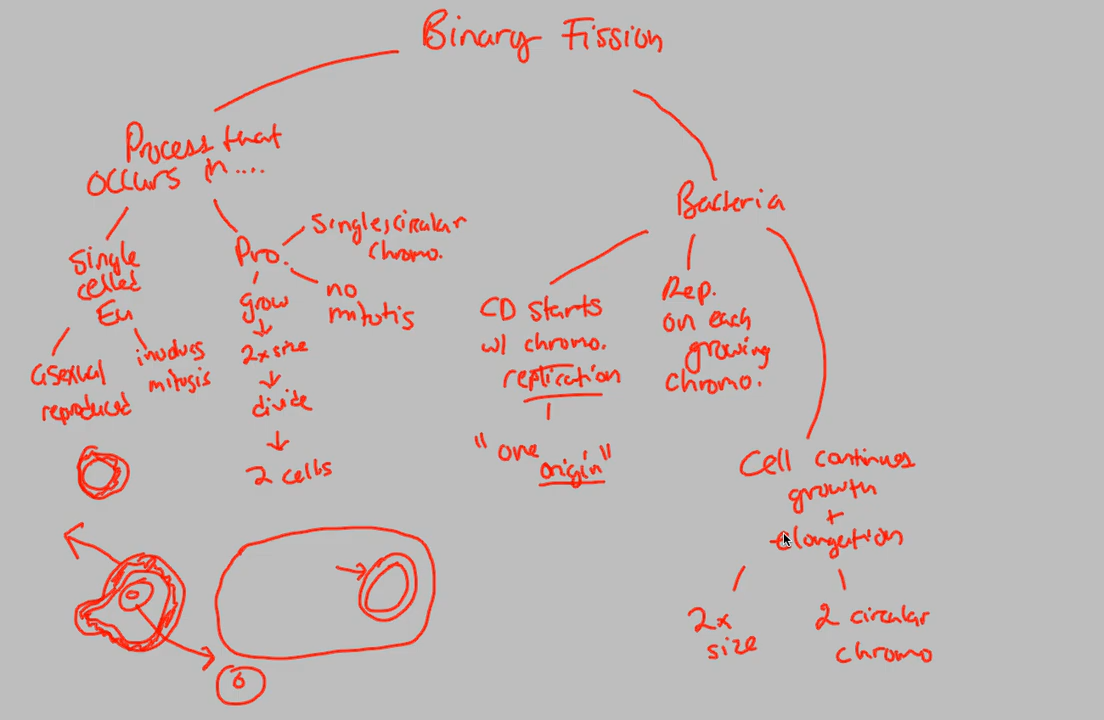 Binary Fission
Process that
occurs in ....
Single
celled
Eu
asexual
reproduced
involves
mitosis
Pro.
Single, circular
chromo.
no
mitotis
grow
2x size
divide
2 cells
Bacteria
CD starts
w/ chromo.
replication
"one
origin"
Rep.
on each
growing
chromo.
Cell continues
growth
+
elongation
2x
size
2 circular
chromo